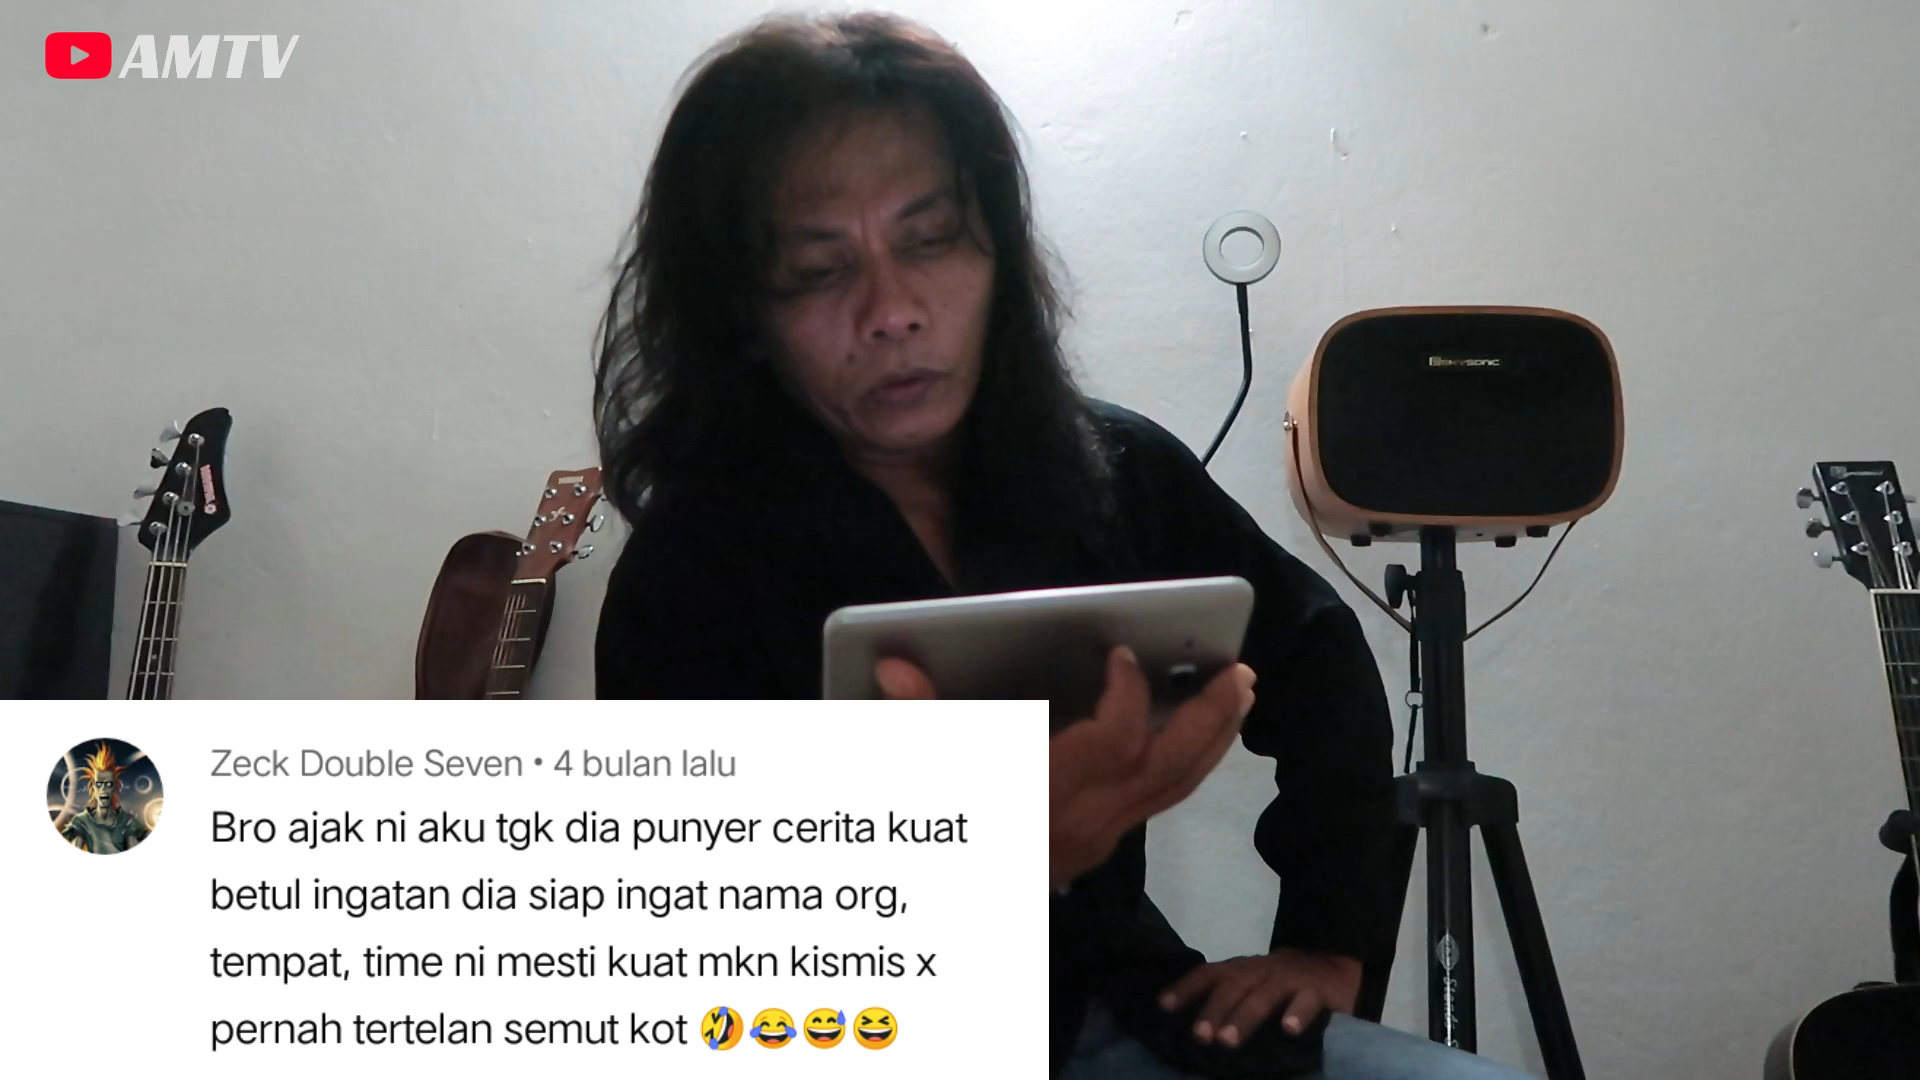 AMTV
SKYSONIC
Zeck Double Seven • 4 bulan lalu
Bro ajak ni aku tgk dia punyer cerita kuat
betul ingatan dia siap ingat nama org,
tempat, time ni mesti kuat mkn kismis x
pernah tertelan semut kot 🤣😂😅😆